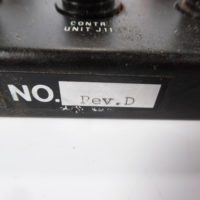 CONTR
UNIT J11
NO. Rev.D